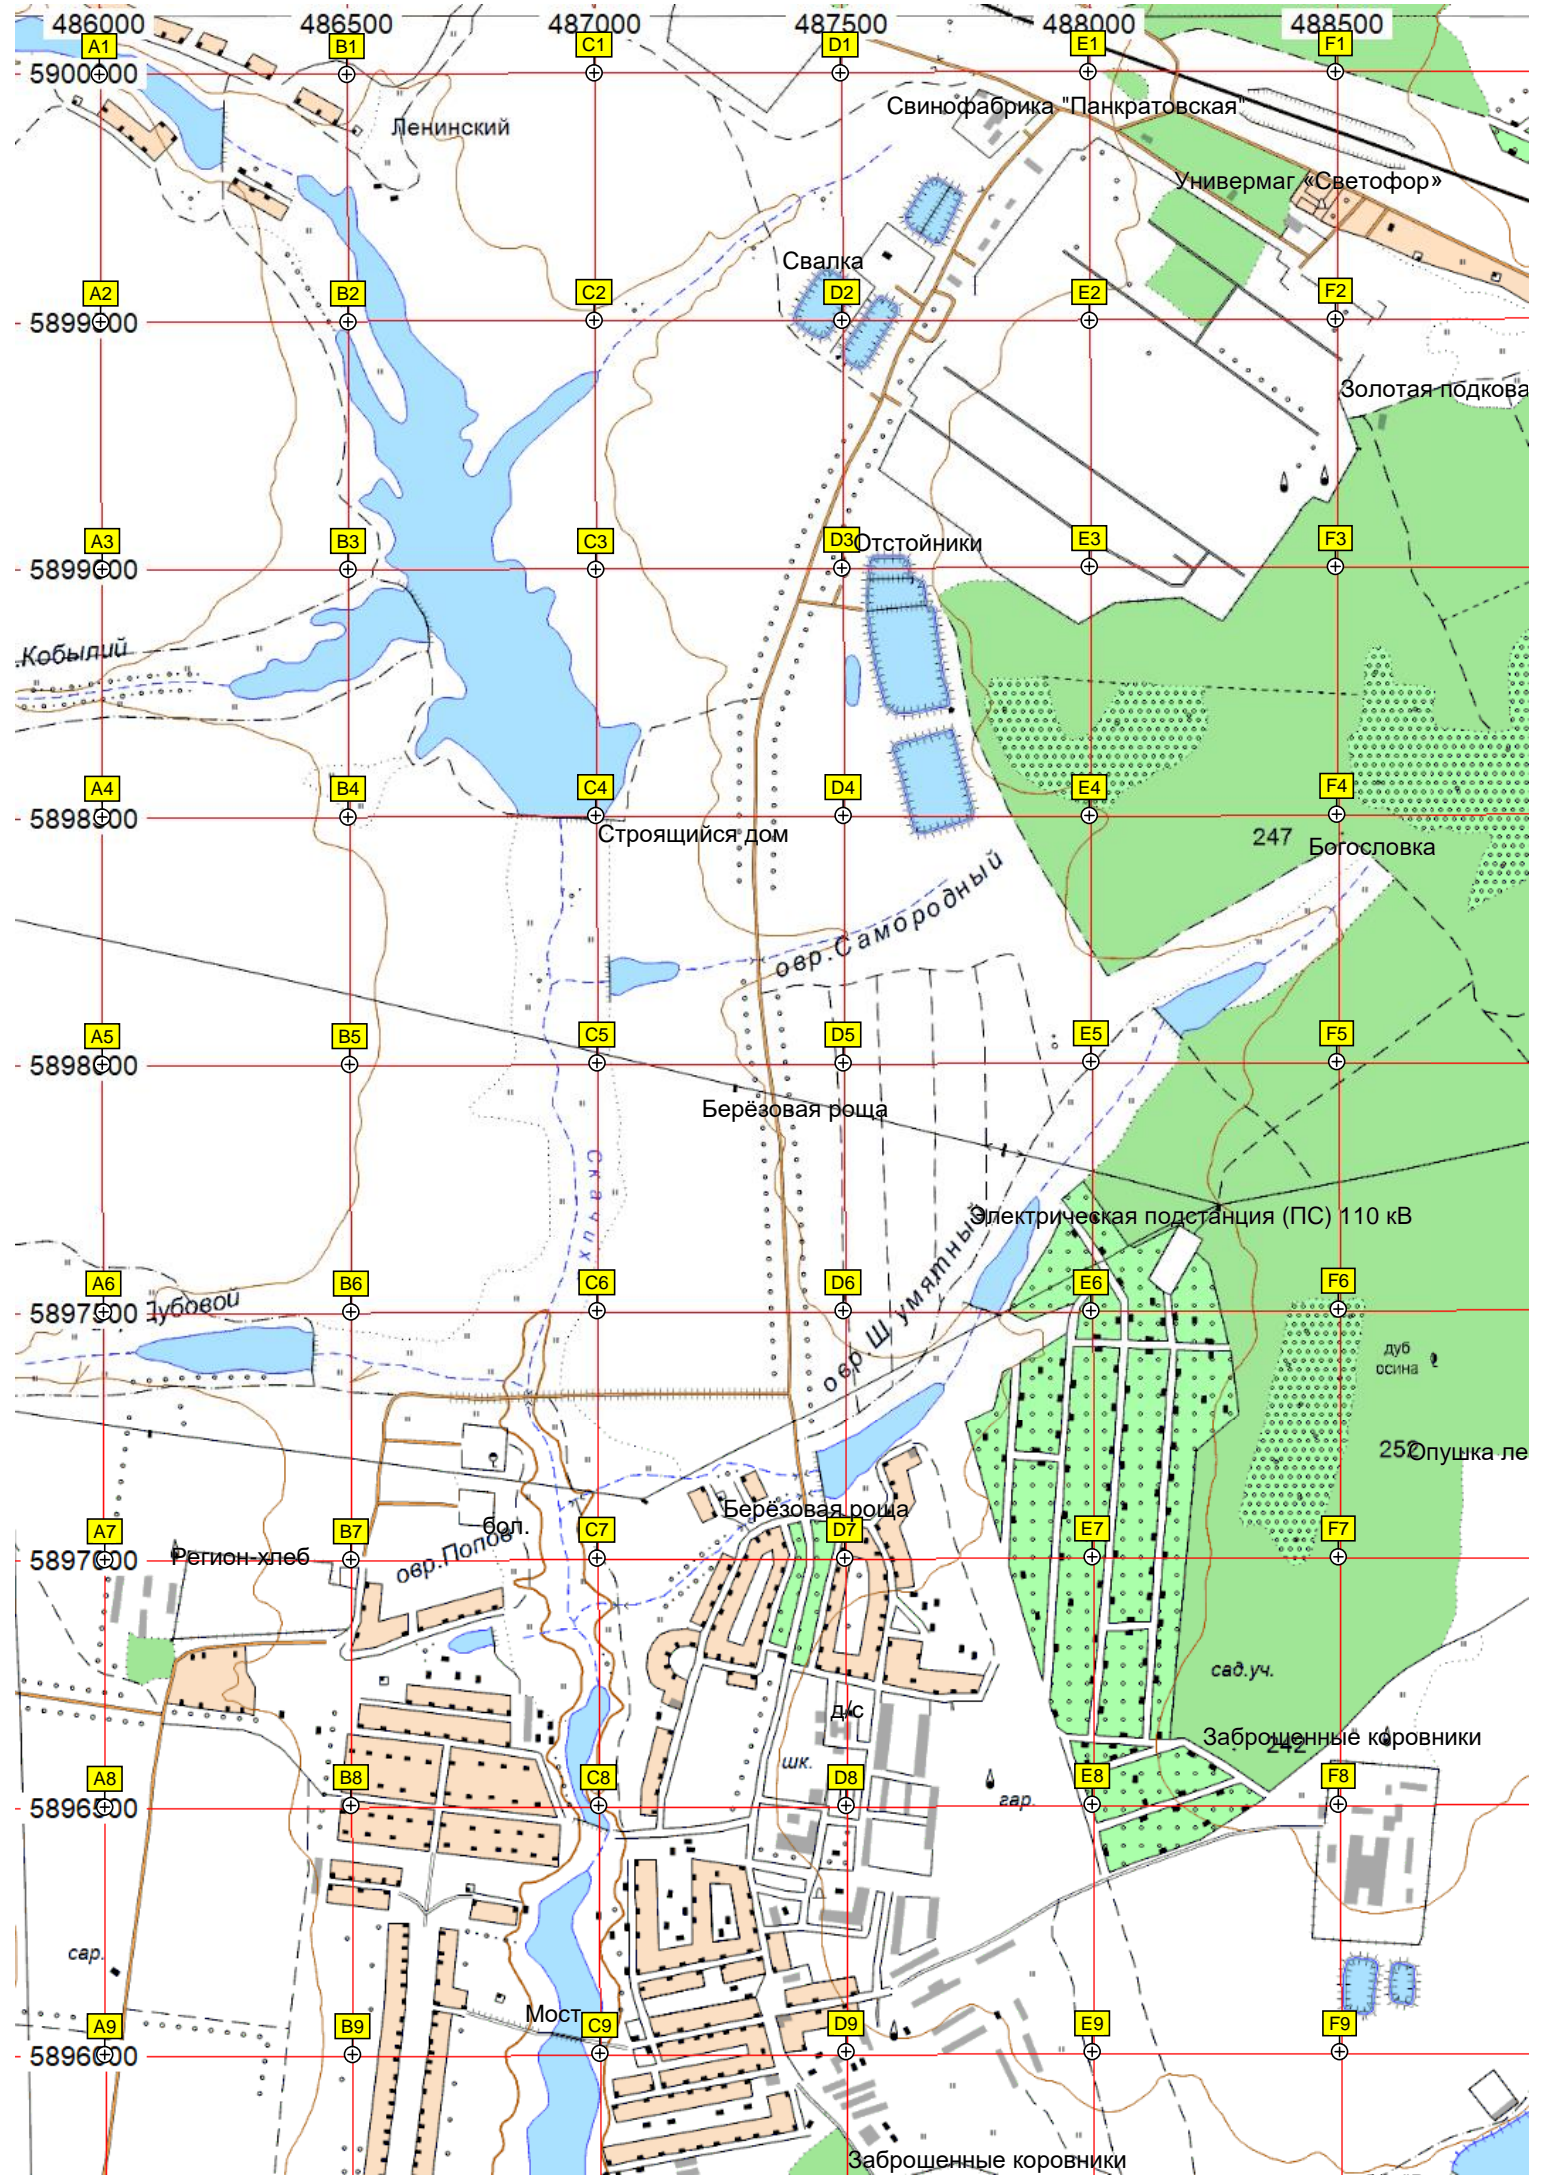 486000 486500 487000 487500 488000 488500
A1 B1 C1 D1 E1 F1
5900000
Свинофабрика "Панкратовская"
Ленинский
Универмаг «Светофор»
Свалка
A2 B2 C2 D2 E2 F2
5899500
Золотая подкова
A3 B3 C3 D3 E3 F3
Отстойники
5899000
Кобылий
A4 B4 C4 D4 E4 F4
5898500
Строящийся дом
247
Богословка
овр.Самородный
A5 B5 C5 D5 E5 F5
5898000
Берёзовая роща
Скачих
Электрическая подстанция (ПС) 110 кВ
овр.Шумятный
A6 B6 C6 D6 E6 F6
5897500
Дубовой
дуб
осина
252
Опушка ле
Берёзовая роща
бол.
A7 B7 C7 D7 E7 F7
5897000
Регион-хлеб
овр.Попов
сад.уч.
д/с
Заброшенные коровники
242
шк.
A8 B8 C8 D8 E8 F8
5896500
гар.
сар.
Мост
A9 B9 C9 D9 E9 F9
5896000
Заброшенные коровники